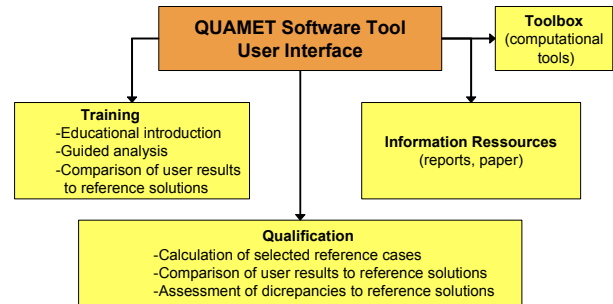 QUAMET Software Tool
User Interface
Toolbox
(computational
tools)
Training
-Educational introduction
-Guided analysis
-Comparison of user results
to reference solutions
Information Ressources
(reports, paper)
Qualification
-Calculation of selected reference cases
-Comparison of user results to reference solutions
-Assessment of dicrepancies to reference solutions